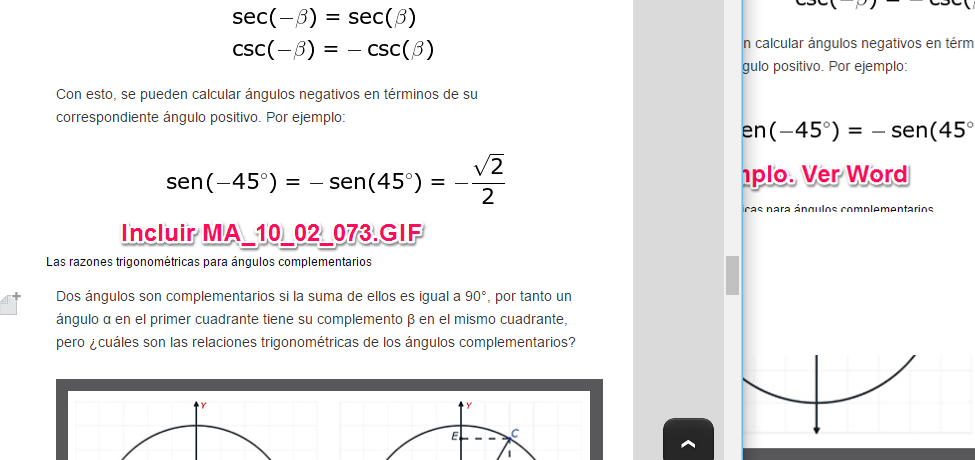 sec(−β) = sec(β)
csc(−β) = − csc(β)
Con esto, se pueden calcular ángulos negativos en términos de su
correspondiente ángulo positivo. Por ejemplo:
sen(−45°) = − sen(45°) = −√2/2
Incluir MA_10_02_073.GIF
Las razones trigonométricas para ángulos complementarios
Dos ángulos son complementarios si la suma de ellos es igual a 90°, por tanto un
ángulo α en el primer cuadrante tiene su complemento β en el mismo cuadrante,
pero ¿cuáles son las relaciones trigonométricas de los ángulos complementarios?
Y
Y
E
C
n calcular ángulos negativos en térm
gulo positivo. Por ejemplo:
en(−45°) = − sen(45°
mplo. Ver Word
icas para ángulos complementarios